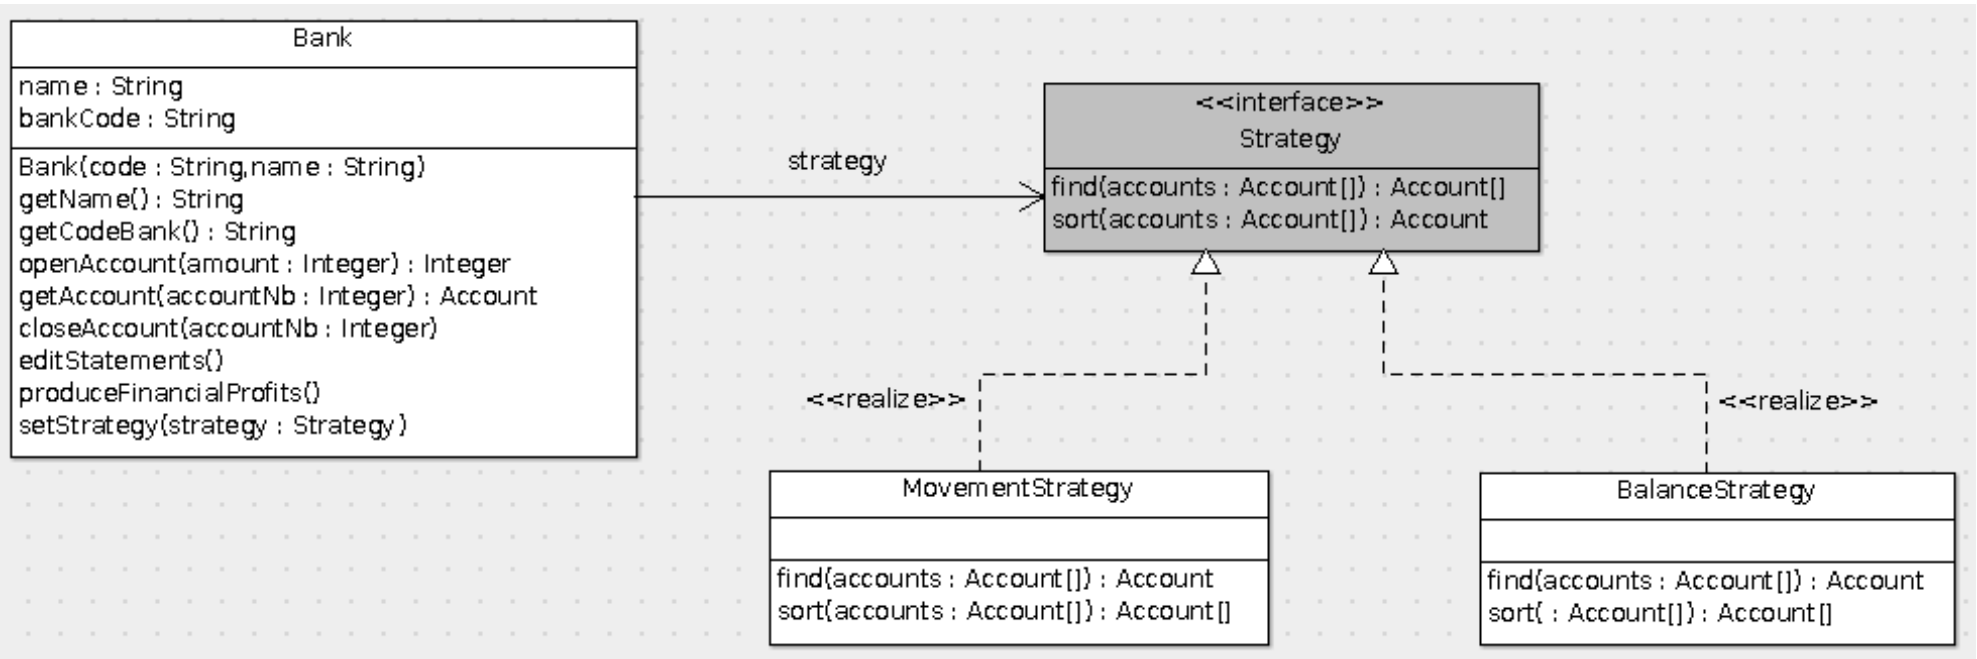 Bank
name : String
bankCode : String
Bank(code : String,name : String)
getName() : String
getCodeBank() : String
openAccount(amount : Integer) : Integer
getAccount(accountNb : Integer) : Account
closeAccount(accountNb : Integer)
editStatements()
produceFinancialProfits()
setStrategy(strategy : Strategy)
strategy
<<interface>>
Strategy
find(accounts : Account[]) : Account[]
sort(accounts : Account[]) : Account
<<realize>>
<<realize>>
MovementStrategy
find(accounts : Account[]) : Account
sort(accounts : Account[]) : Account[]
BalanceStrategy
find(accounts : Account[]) : Account
sort( : Account[]) : Account[]